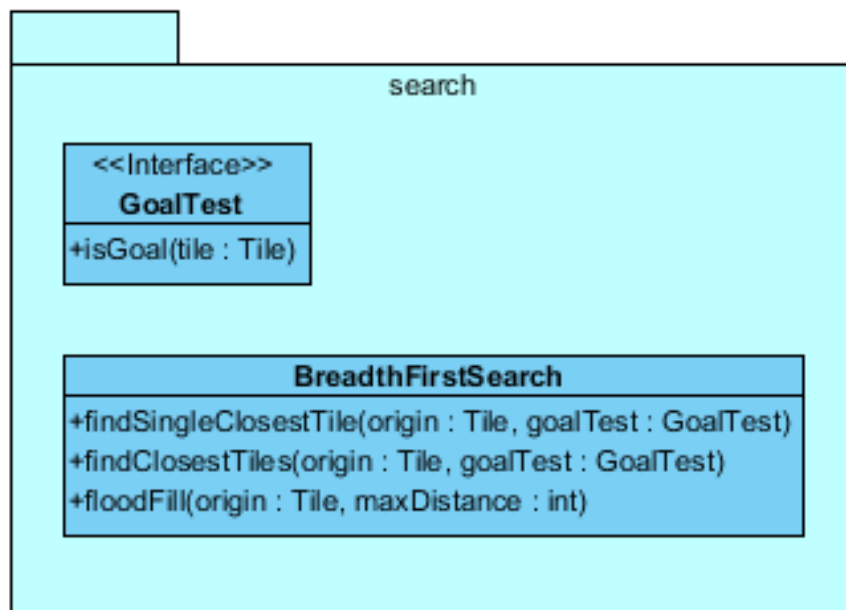 search
<<Interface>>
GoalTest
+isGoal(tile : Tile)
BreadthFirstSearch
+findSingleClosestTile(origin : Tile, goalTest : GoalTest)
+findClosestTiles(origin : Tile, goalTest : GoalTest)
+floodFill(origin : Tile, maxDistance : int)